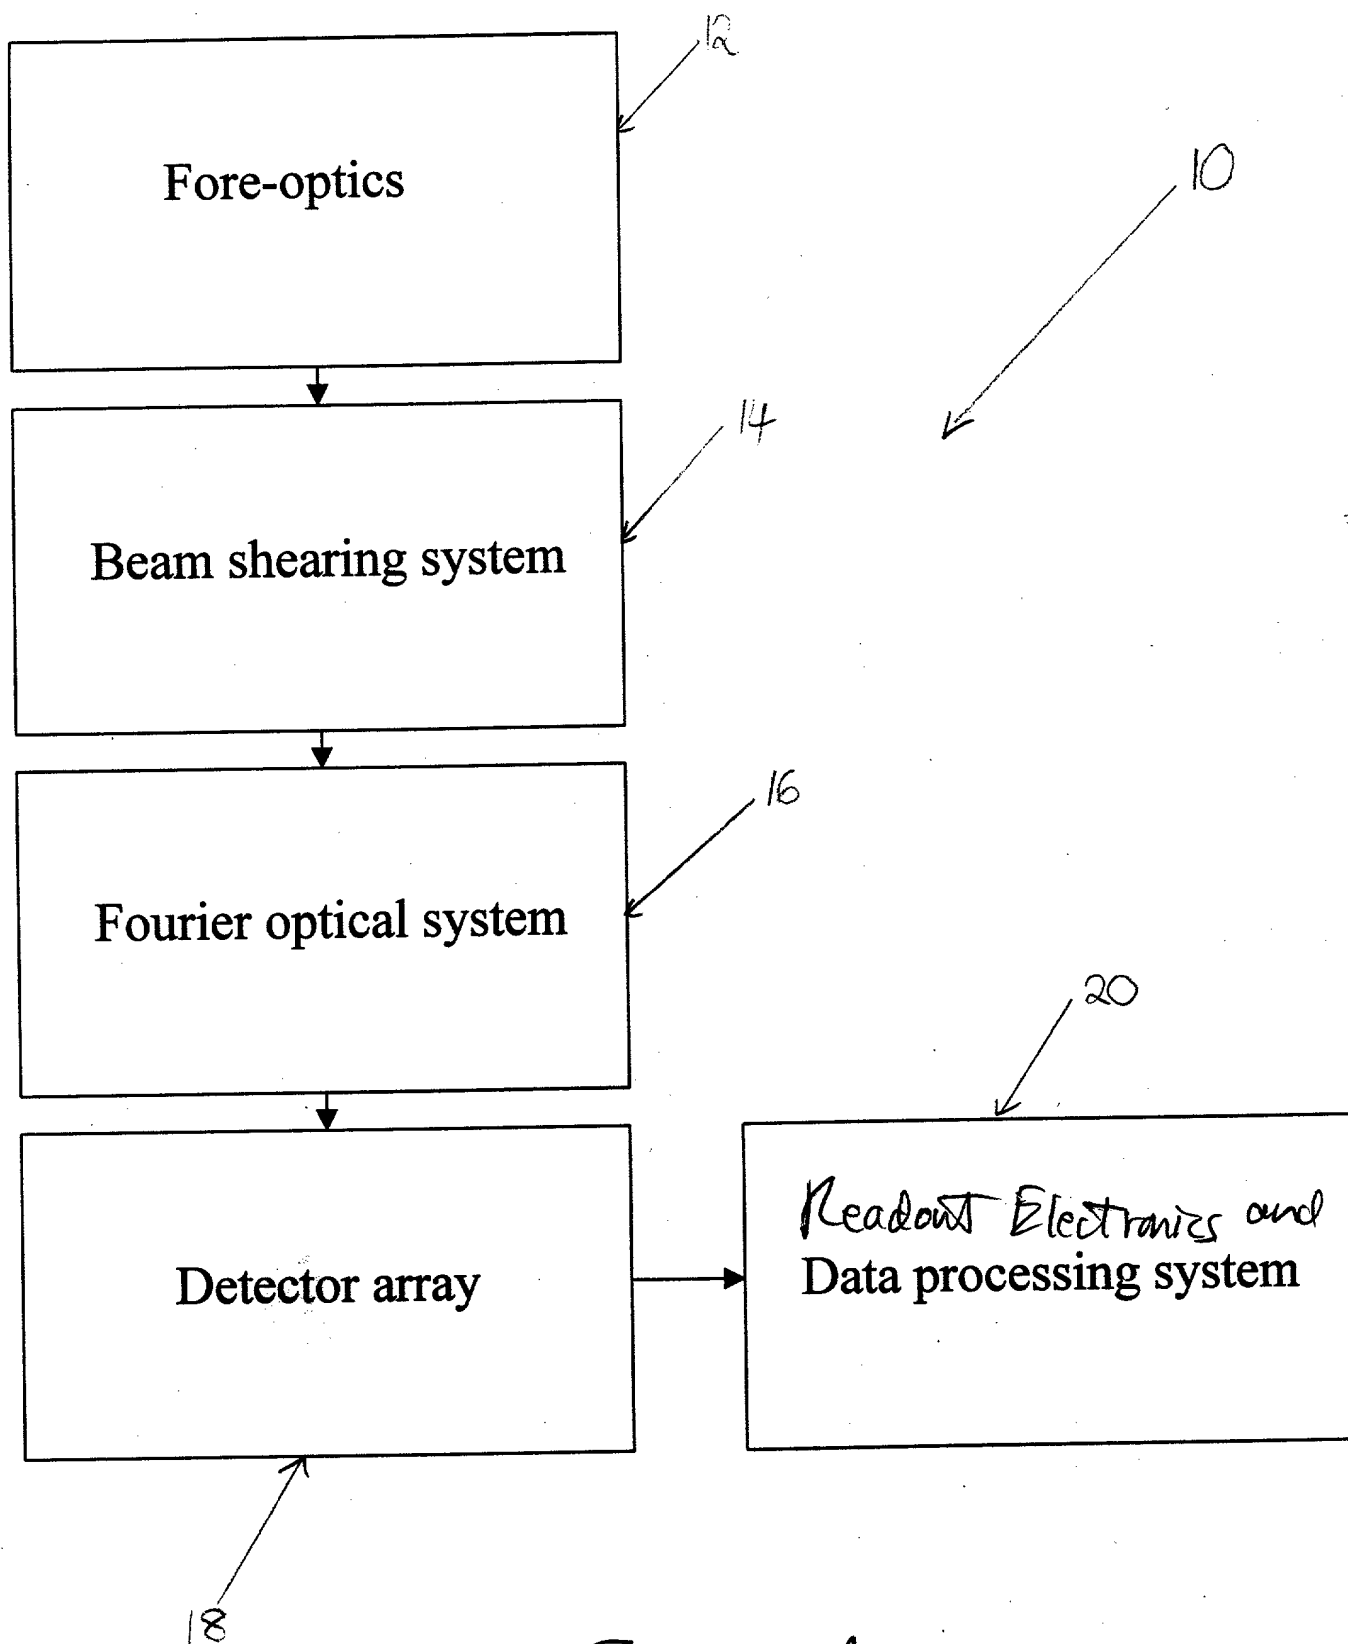 12
Fore-optics
10
14
Beam shearing system
16
Fourier optical system
20
Readout Electronics and
Data processing system
Detector array
18